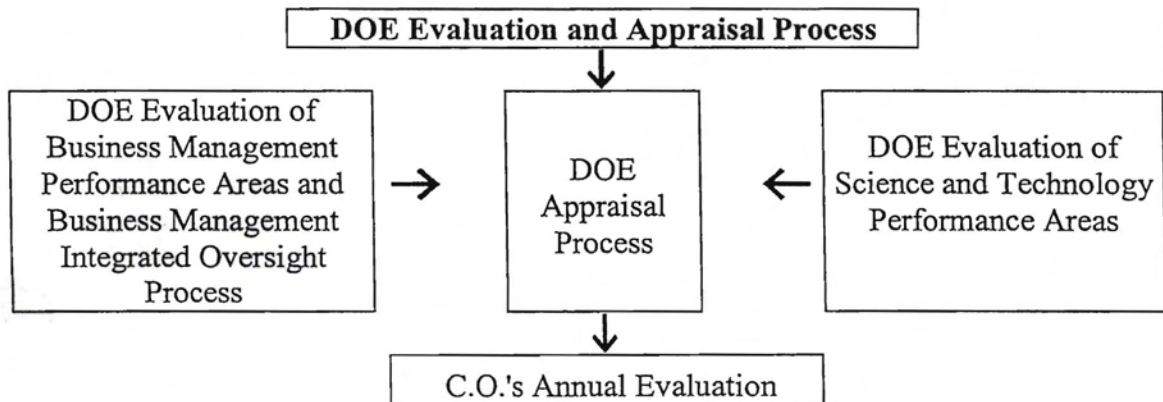 DOE Evaluation and Appraisal Process
DOE Evaluation of
Business Management
Performance Areas and
Business Management
Integrated Oversight
Process
DOE
Appraisal
Process
DOE Evaluation of
Science and Technology
Performance Areas
C.O.'s Annual Evaluation